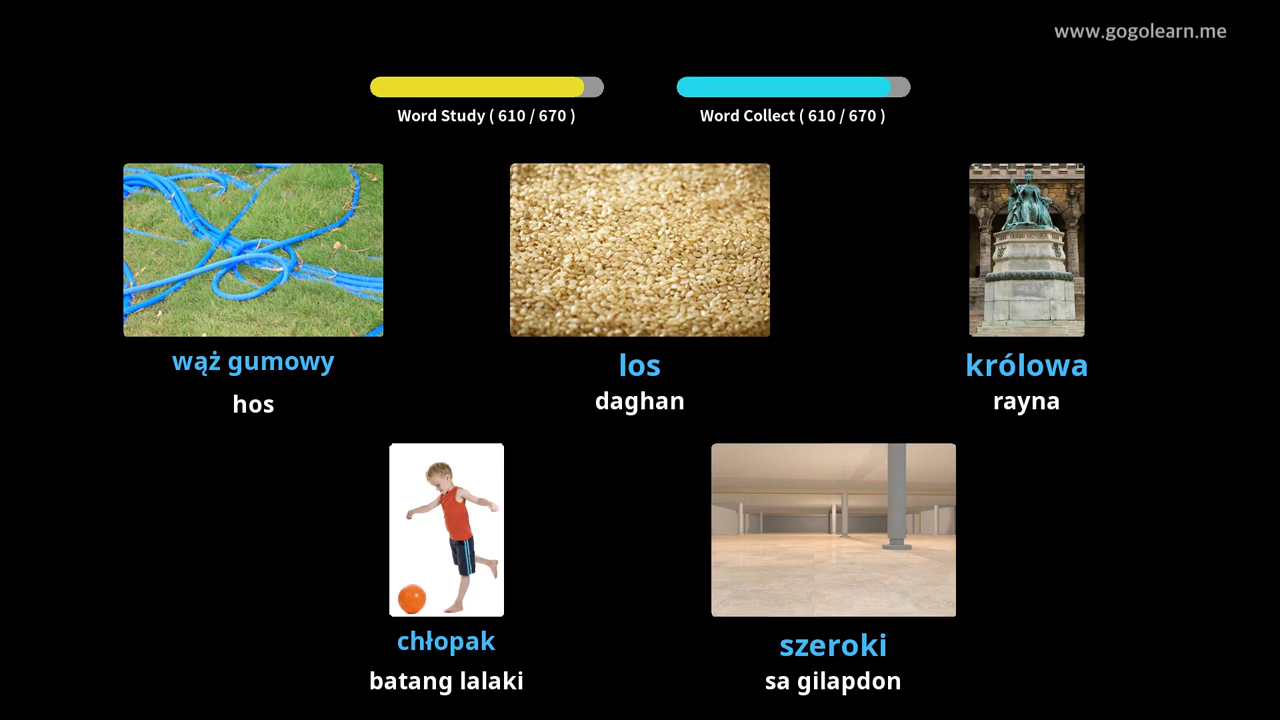 www.gogolearn.me
Word Study ( 610 / 670 )
Word Collect ( 610 / 670 )
wąż gumowy
hos
los
daghan
królowa
rayna
chłopak
batang lalaki
szeroki
sa gilapdon